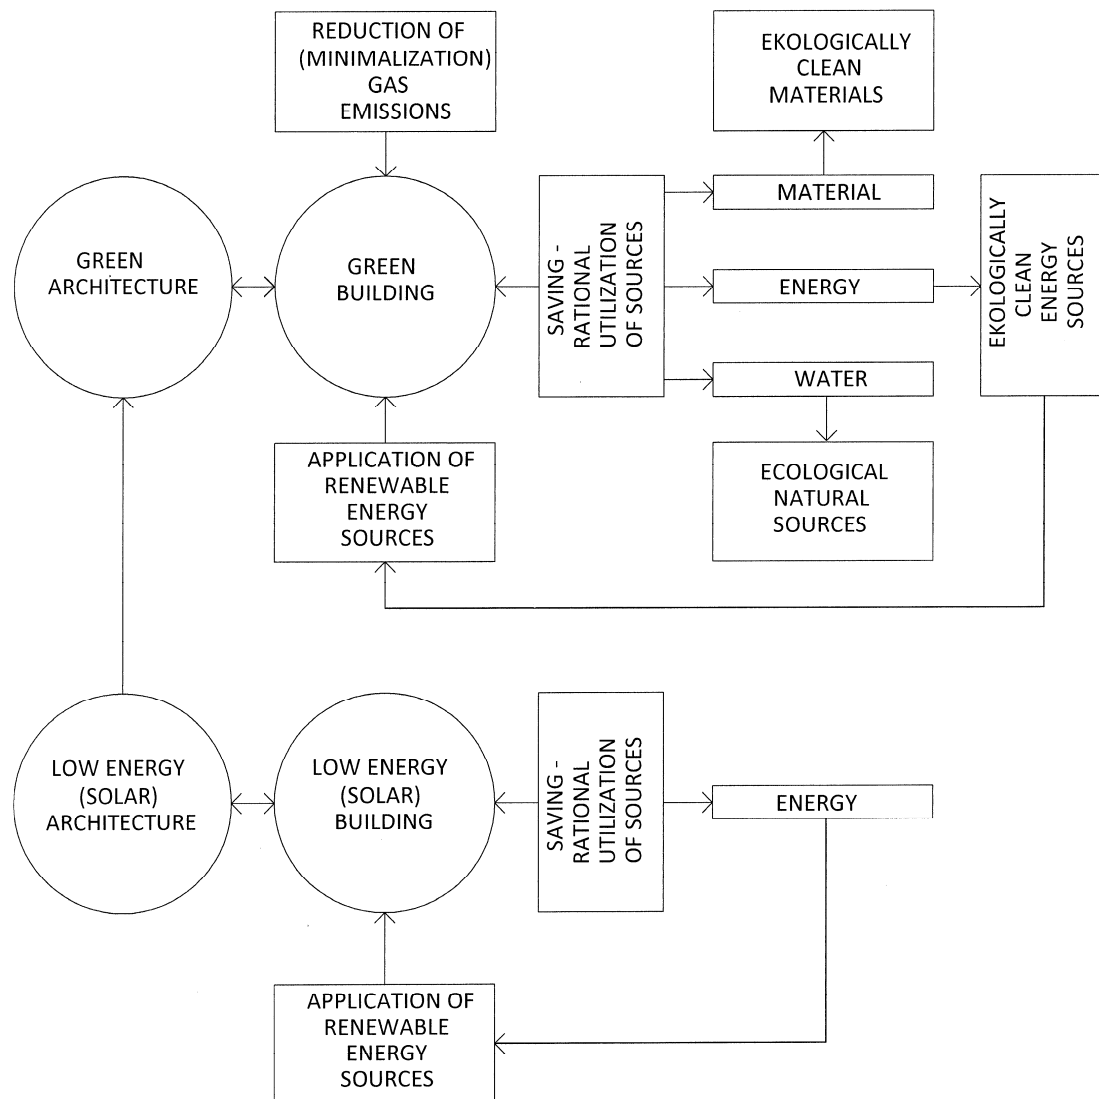 REDUCTION OF
(MINIMALIZATION)
GAS
EMISSIONS
EKOLOGICALLY
CLEAN
MATERIALS
GREEN
ARCHITECTURE
GREEN
BUILDING
SAVING -
RATIONAL
UTILIZATION
OF SOURCES
MATERIAL
ENERGY
WATER
EKOLOGICALLY
CLEAN
ENERGY
SOURCES
APPLICATION OF
RENEWABLE
ENERGY
SOURCES
ECOLOGICAL
NATURAL
SOURCES
LOW ENERGY
(SOLAR)
ARCHITECTURE
LOW ENERGY
(SOLAR)
BUILDING
SAVING -
RATIONAL
UTILIZATION
OF SOURCES
ENERGY
APPLICATION OF
RENEWABLE
ENERGY
SOURCES